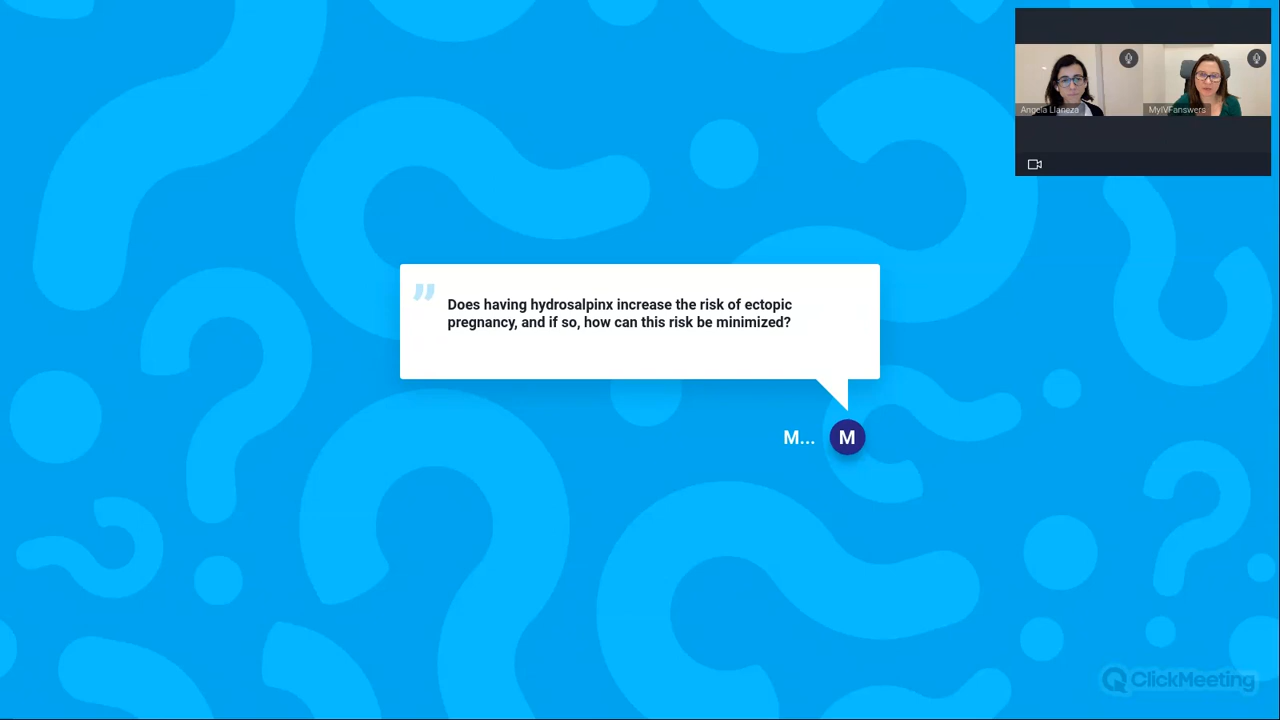 Angela Llaneza
MyIVFanswers
Does having hydrosalpinx increase the risk of ectopic
pregnancy, and if so, how can this risk be minimized?
M...
M
ClickMeeting